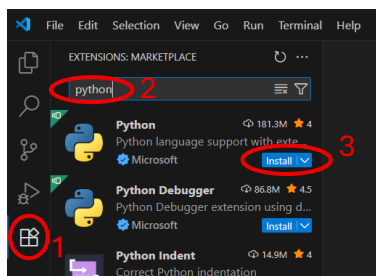 File Edit Selection View Go Run Terminal Help
EXTENSIONS: MARKETPLACE
python 2
Python 181.3M 4
Python language support with exte...
Microsoft Install 3
Python Debugger 86.8M 4.5
Python Debugger extension using d...
Microsoft Install
1
Python Indent 14.9M 4
Correct Python indentation